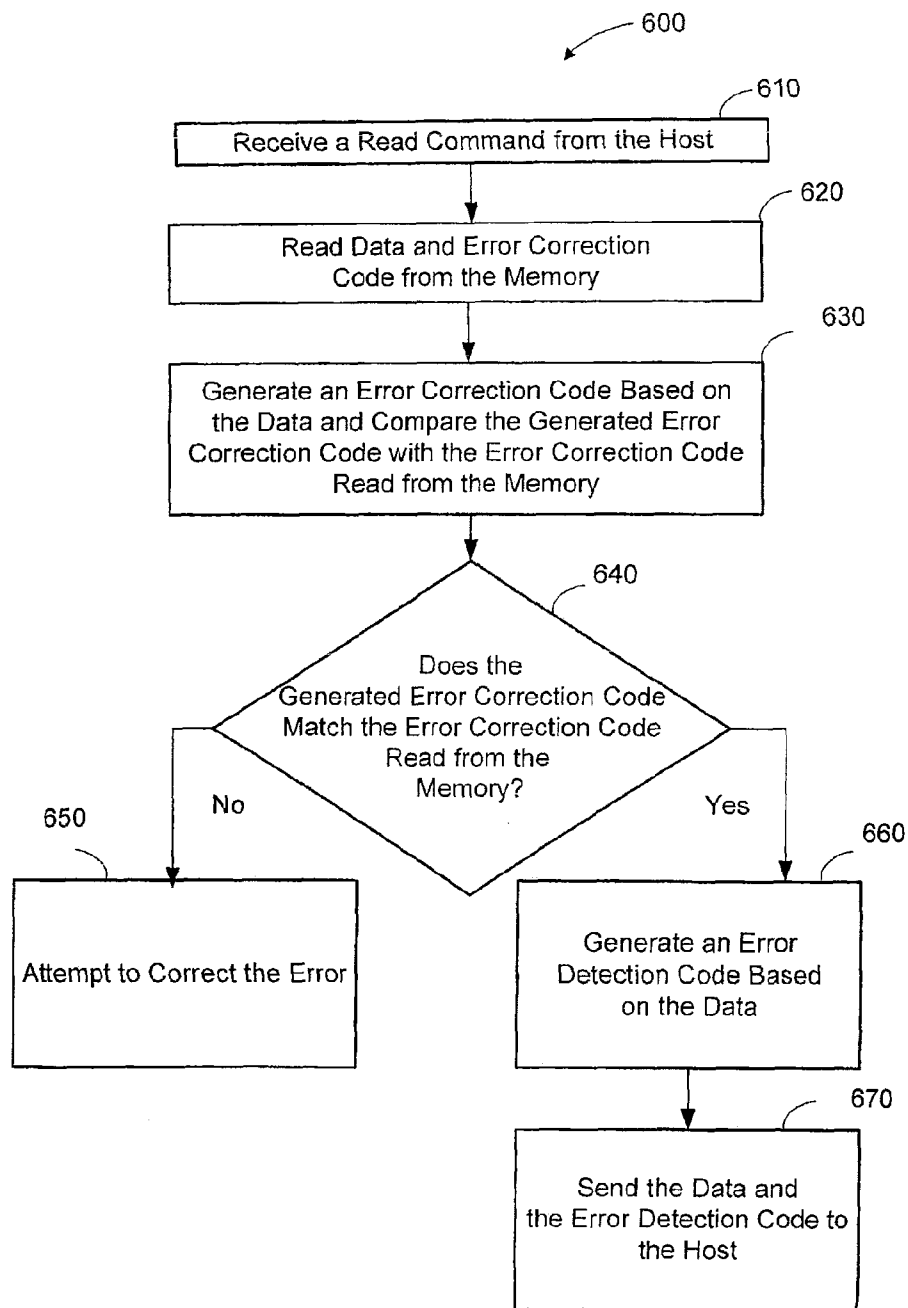 600
610
Receive a Read Command from the Host
620
Read Data and Error Correction
Code from the Memory
630
Generate an Error Correction Code Based on
the Data and Compare the Generated Error
Correction Code with the Error Correction Code
Read from the Memory
640
Does the
Generated Error Correction Code
Match the Error Correction Code
Read from the
Memory?
No
Yes
650
660
Attempt to Correct the Error
Generate an Error
Detection Code Based
on the Data
670
Send the Data and
the Error Detection Code to
the Host